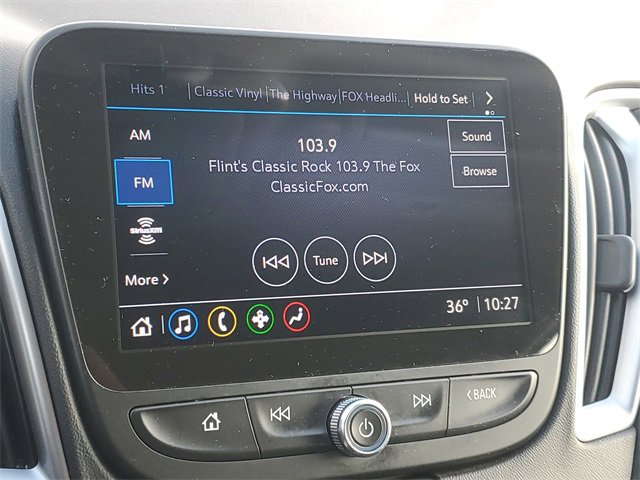 Hits 1 Classic Vinyl The Highway FOX Headli... Hold to Set
AM
103.9
Sound
FM
Flint's Classic Rock 103.9 The Fox
ClassicFox.com
Browse
SiriusXM
Tune
More
36° 10:27
BACK